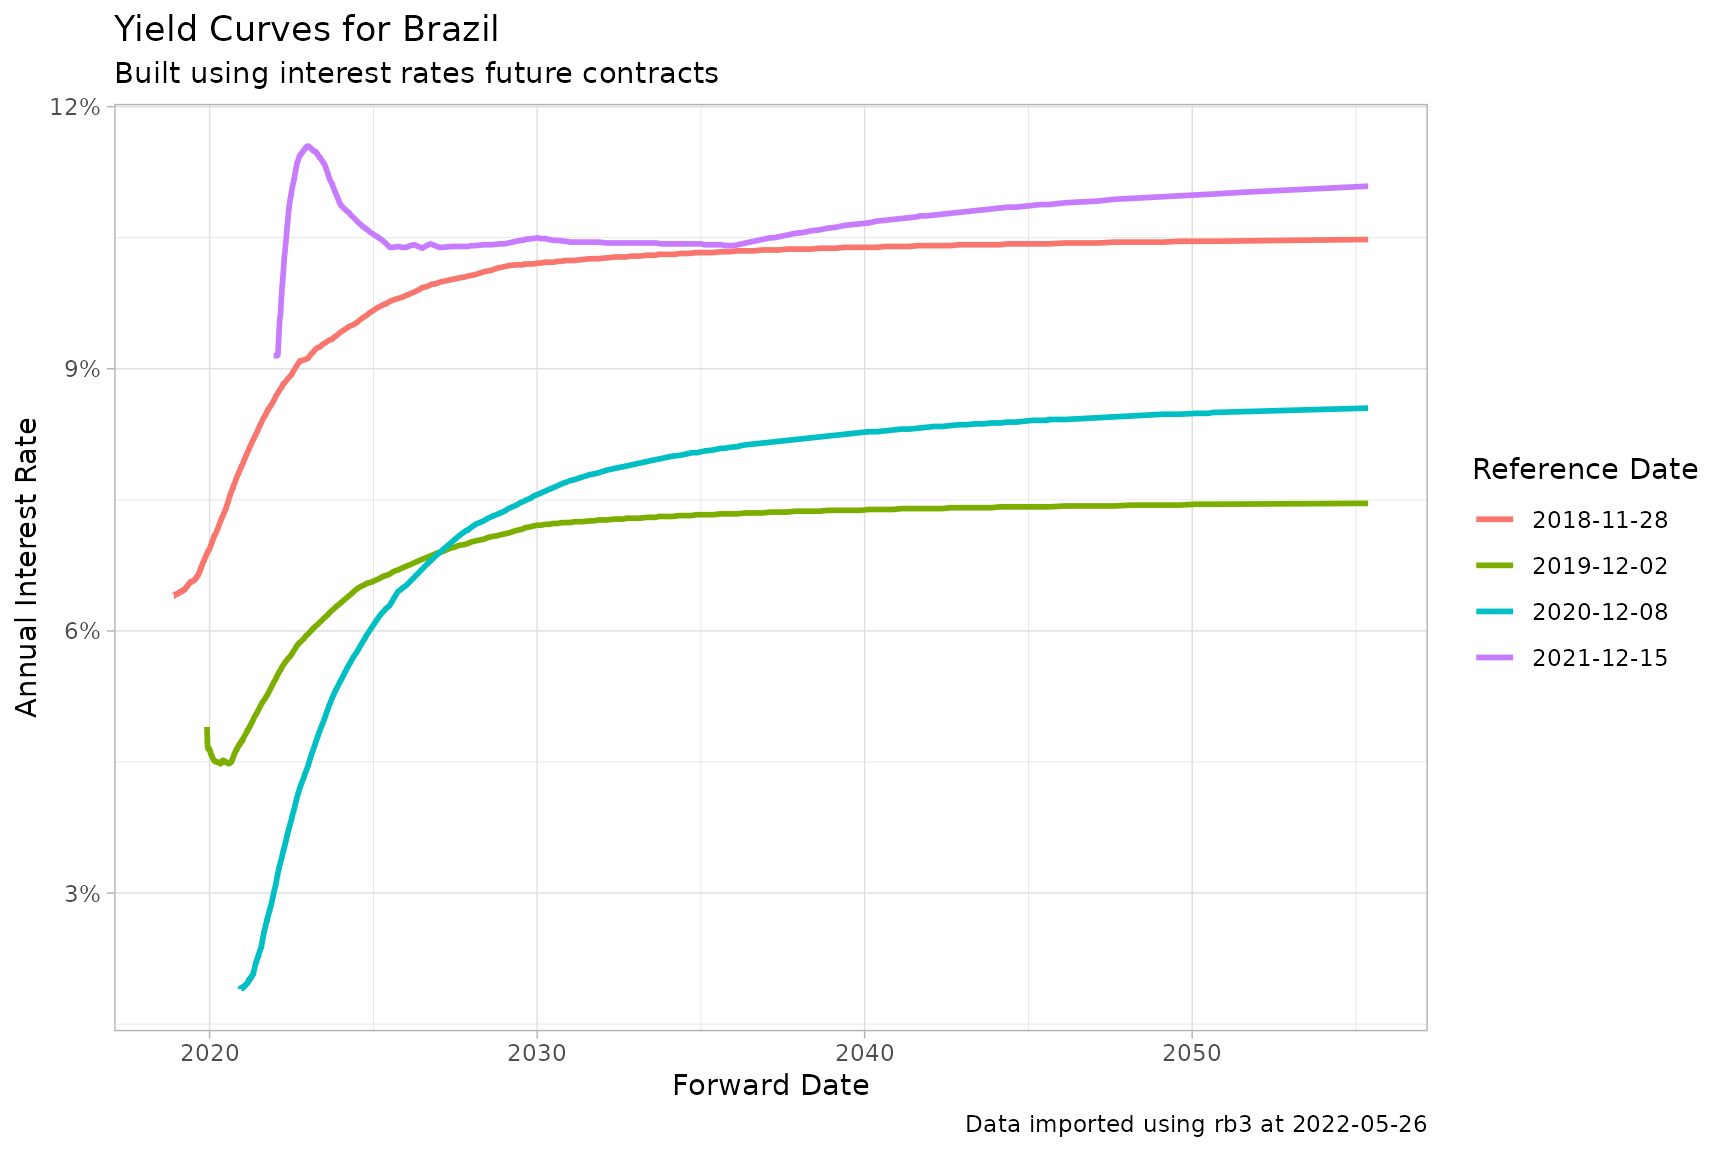 Yield Curves for Brazil
Built using interest rates future contracts
12%
9%
6%
3%
Annual Interest Rate
2020
2030
2040
2050
Forward Date
Reference Date
2018-11-28
2019-12-02
2020-12-08
2021-12-15
Data imported using rb3 at 2022-05-26